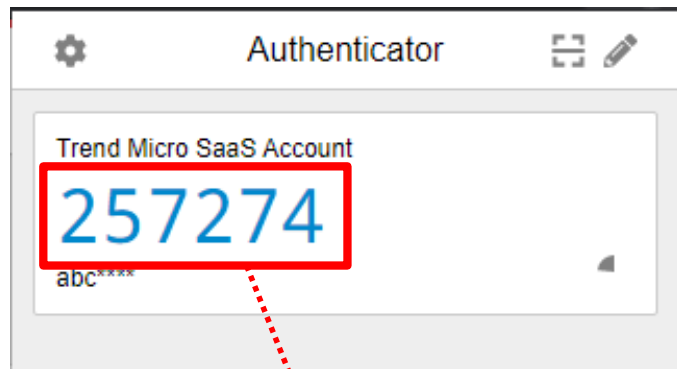 Authenticator
Trend Micro SaaS Account
257274
abc****